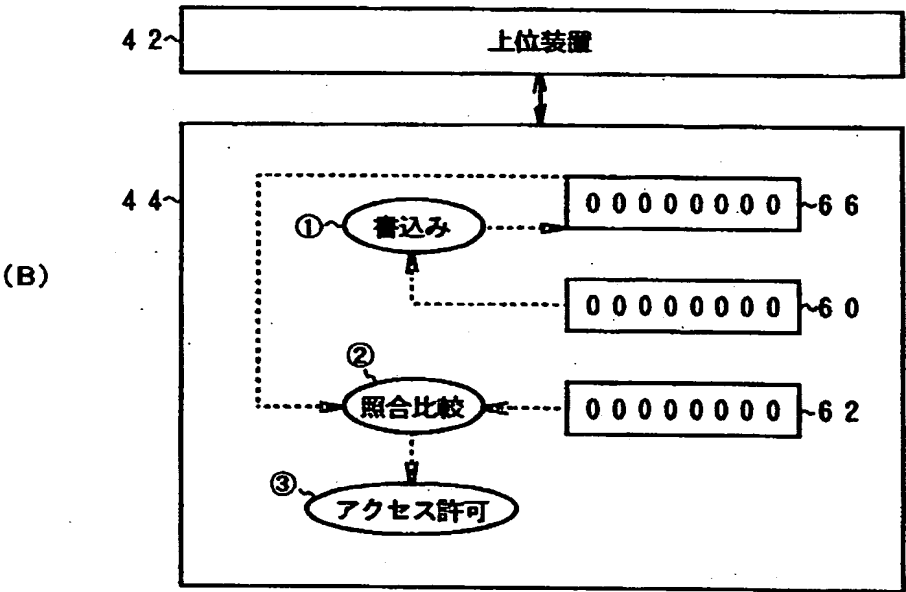 42 上位装置
44
00000000 66
① 書込み
(B)
00000000 60
②
照合比較 00000000 62
③
アクセス許可